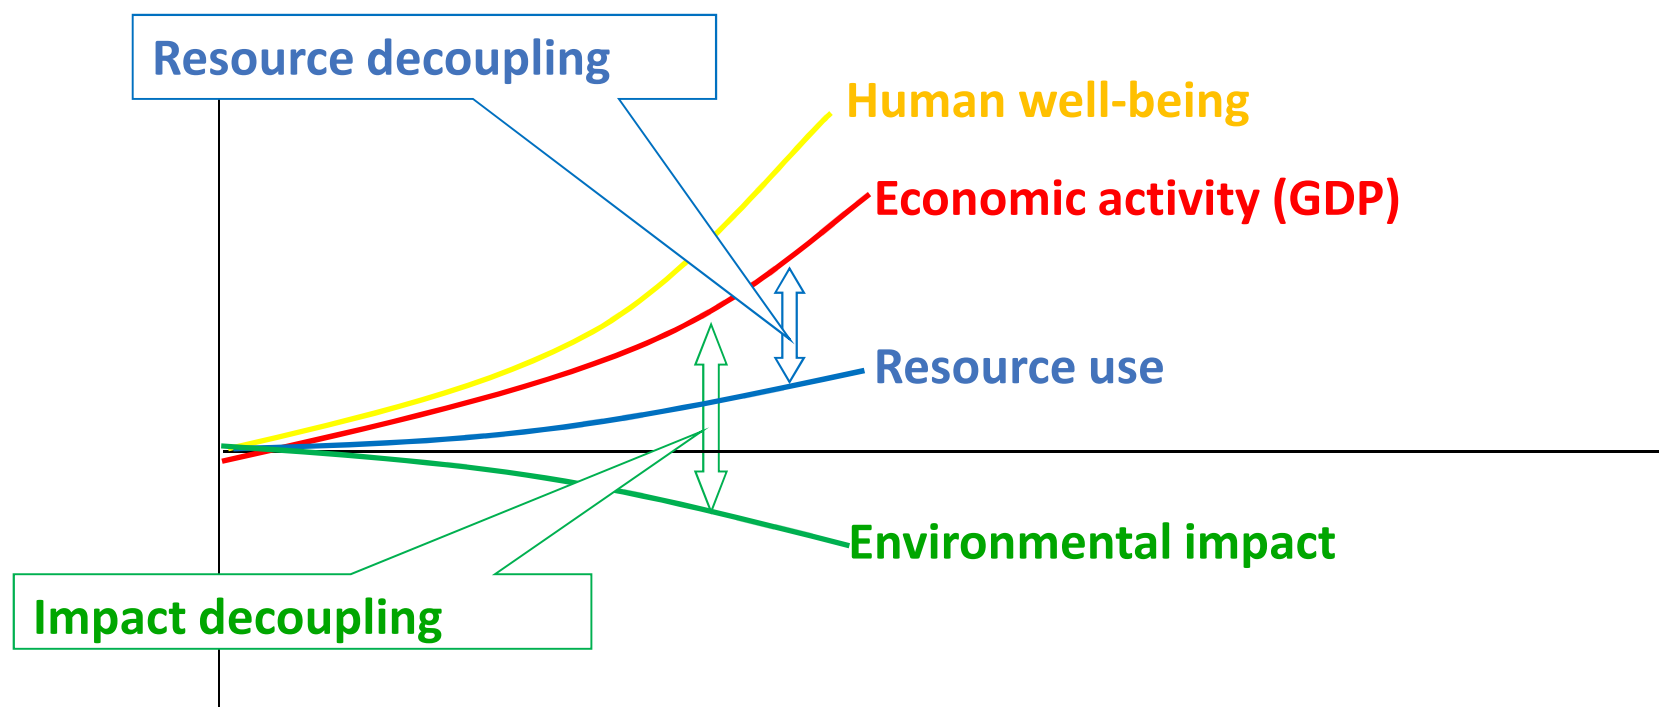 Resource decoupling
Human well-being
Economic activity (GDP)
Resource use
Environmental impact
Impact decoupling